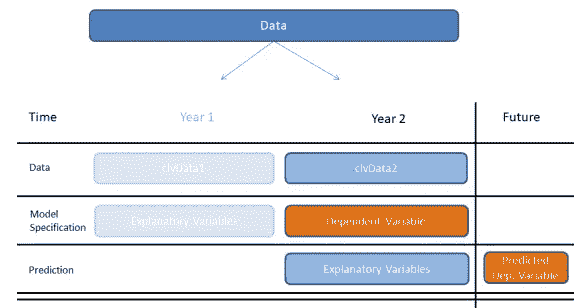 Data
Time Year 1 Year 2 Future
Data clvData1 clvData2
Model
Specification Explanatory Variables Dependent Variable
Prediction Explanatory Variables Predicted
Dep. Variable